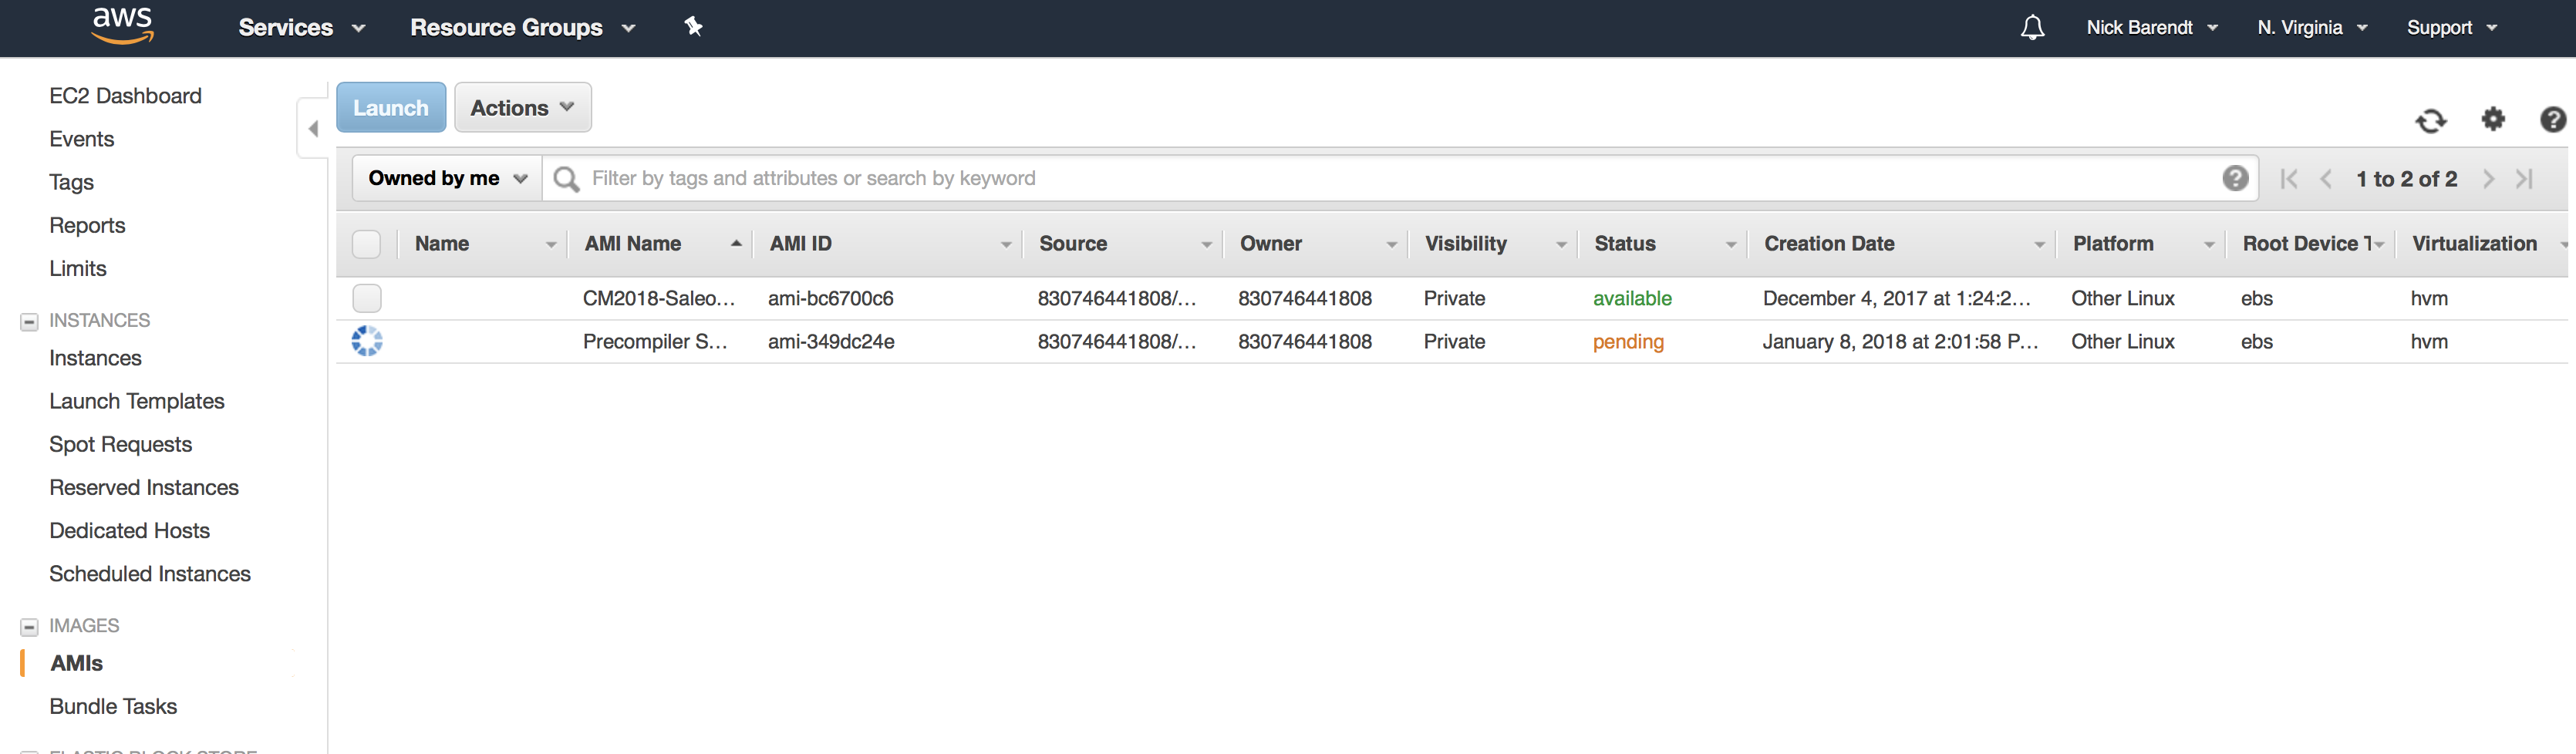 aws Services Resource Groups Nick Barendt N. Virginia Support
EC2 Dashboard
Events
Tags
Reports
Limits
INSTANCES
Instances
Launch Templates
Spot Requests
Reserved Instances
Dedicated Hosts
Scheduled Instances
IMAGES
AMIs
Bundle Tasks
ELASTIC BLOCK STORE
Launch Actions
Owned by me Filter by tags and attributes or search by keyword 1 to 2 of 2
Name AMI Name AMI ID Source Owner Visibility Status Creation Date Platform Root Device T Virtualization
CM2018-Saleo... ami-bc6700c6 830746441808/... 830746441808 Private available December 4, 2017 at 1:24:2... Other Linux ebs hvm
Precompiler S... ami-349dc24e 830746441808/... 830746441808 Private pending January 8, 2018 at 2:01:58 P... Other Linux ebs hvm